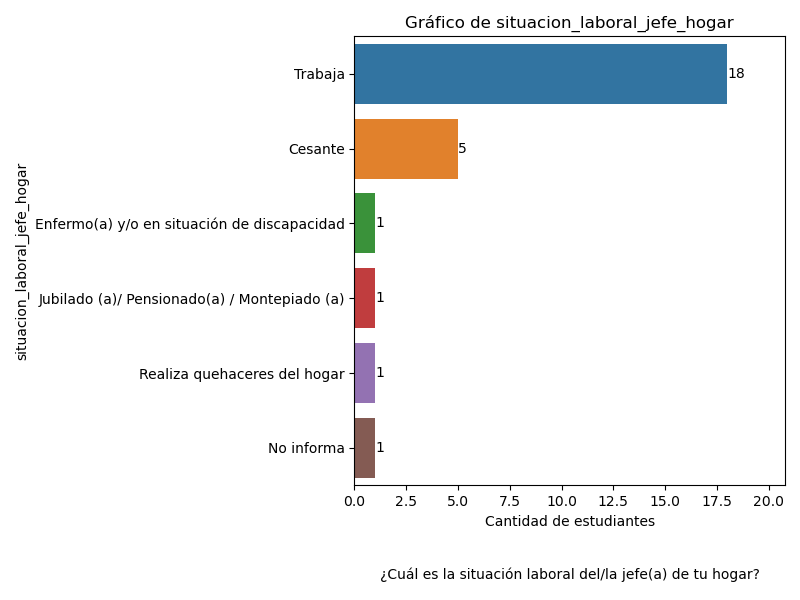 Gráfico de situacion_laboral_jefe_hogar
situacion_laboral_jefe_hogar
Trabaja
18
Cesante
5
Enfermo(a) y/o en situación de discapacidad
1
Jubilado (a)/ Pensionado(a) / Montepiado (a)
1
Realiza quehaceres del hogar
1
No informa
1
0.0 2.5 5.0 7.5 10.0 12.5 15.0 17.5 20.0
Cantidad de estudiantes
¿Cuál es la situación laboral del/la jefe(a) de tu hogar?